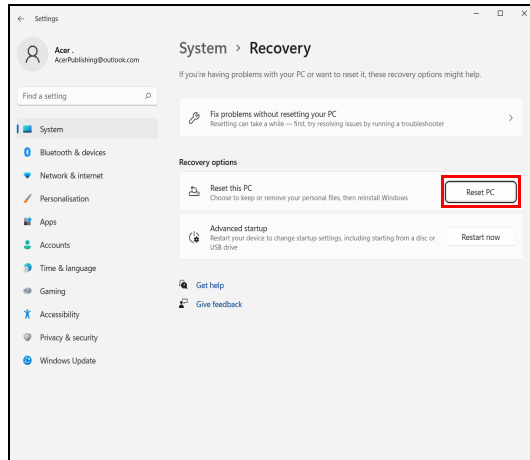 Settings
Acer .
AcerPublishing@outlook.com
Find a setting
System
Bluetooth & devices
Network & internet
Personalisation
Apps
Accounts
Time & language
Gaming
Accessibility
Privacy & security
Windows Update
System › Recovery
If you're having problems with your PC or want to reset it, these recovery options might help.
Fix problems without resetting your PC
Resetting can take a while — first, try resolving issues by running a troubleshooter
Recovery options
Reset this PC
Choose to keep or remove your personal files, then reinstall Windows
Reset PC
Advanced startup
Restart your device to change startup settings, including starting from a disc or
USB drive
Restart now
Get help
Give feedback